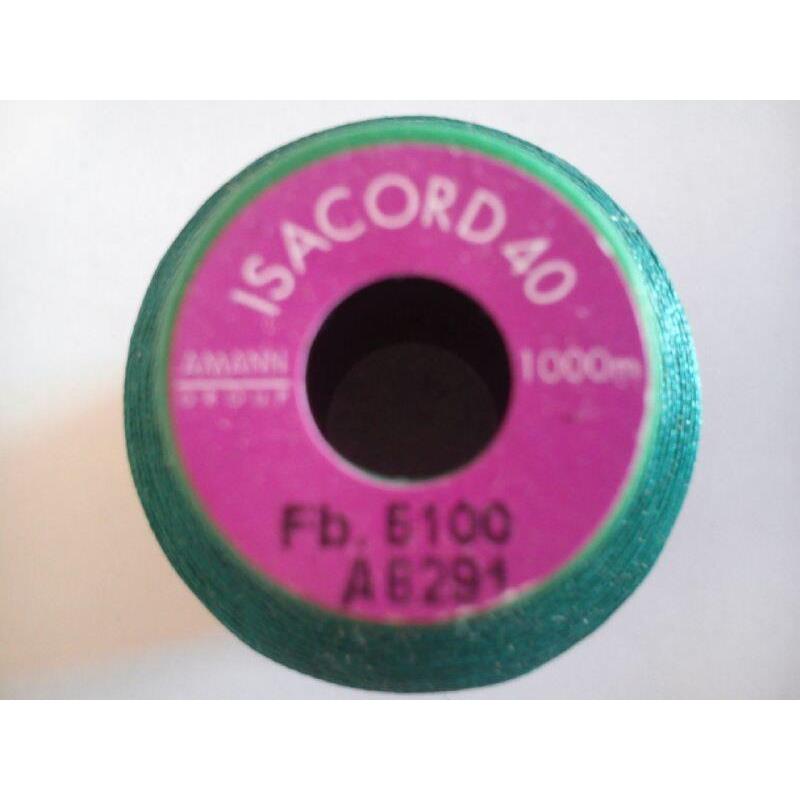 ISACORD 40
AMANN
GROUP
1000m
Fb. 5100
A6291